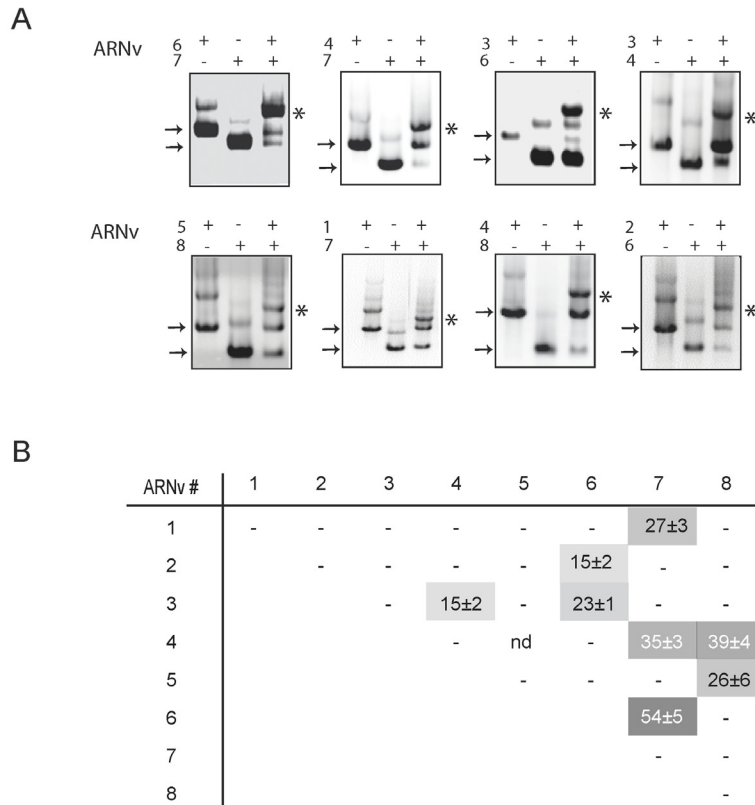 A
ARNv 6 + - + 4 + - + 3 + - + 3 + - +
7 - + + 7 - + + 6 - + + 4 - + +
→ * → * → * → *
→ → → →
ARNv 5 + - + 1 + - + 4 + - + 2 + - +
8 - + + 7 - + + 8 - + + 6 - + +
→ * → * → * → *
→ → → →
B
ARNv # 1 2 3 4 5 6 7 8
1 - - - - - - 27±3 -
2 - - - - 15±2 - -
3 - 15±2 - 23±1 - -
4 - nd - 35±3 39±4
5 - - - 26±6
6 54±5 -
7 - -
8 -